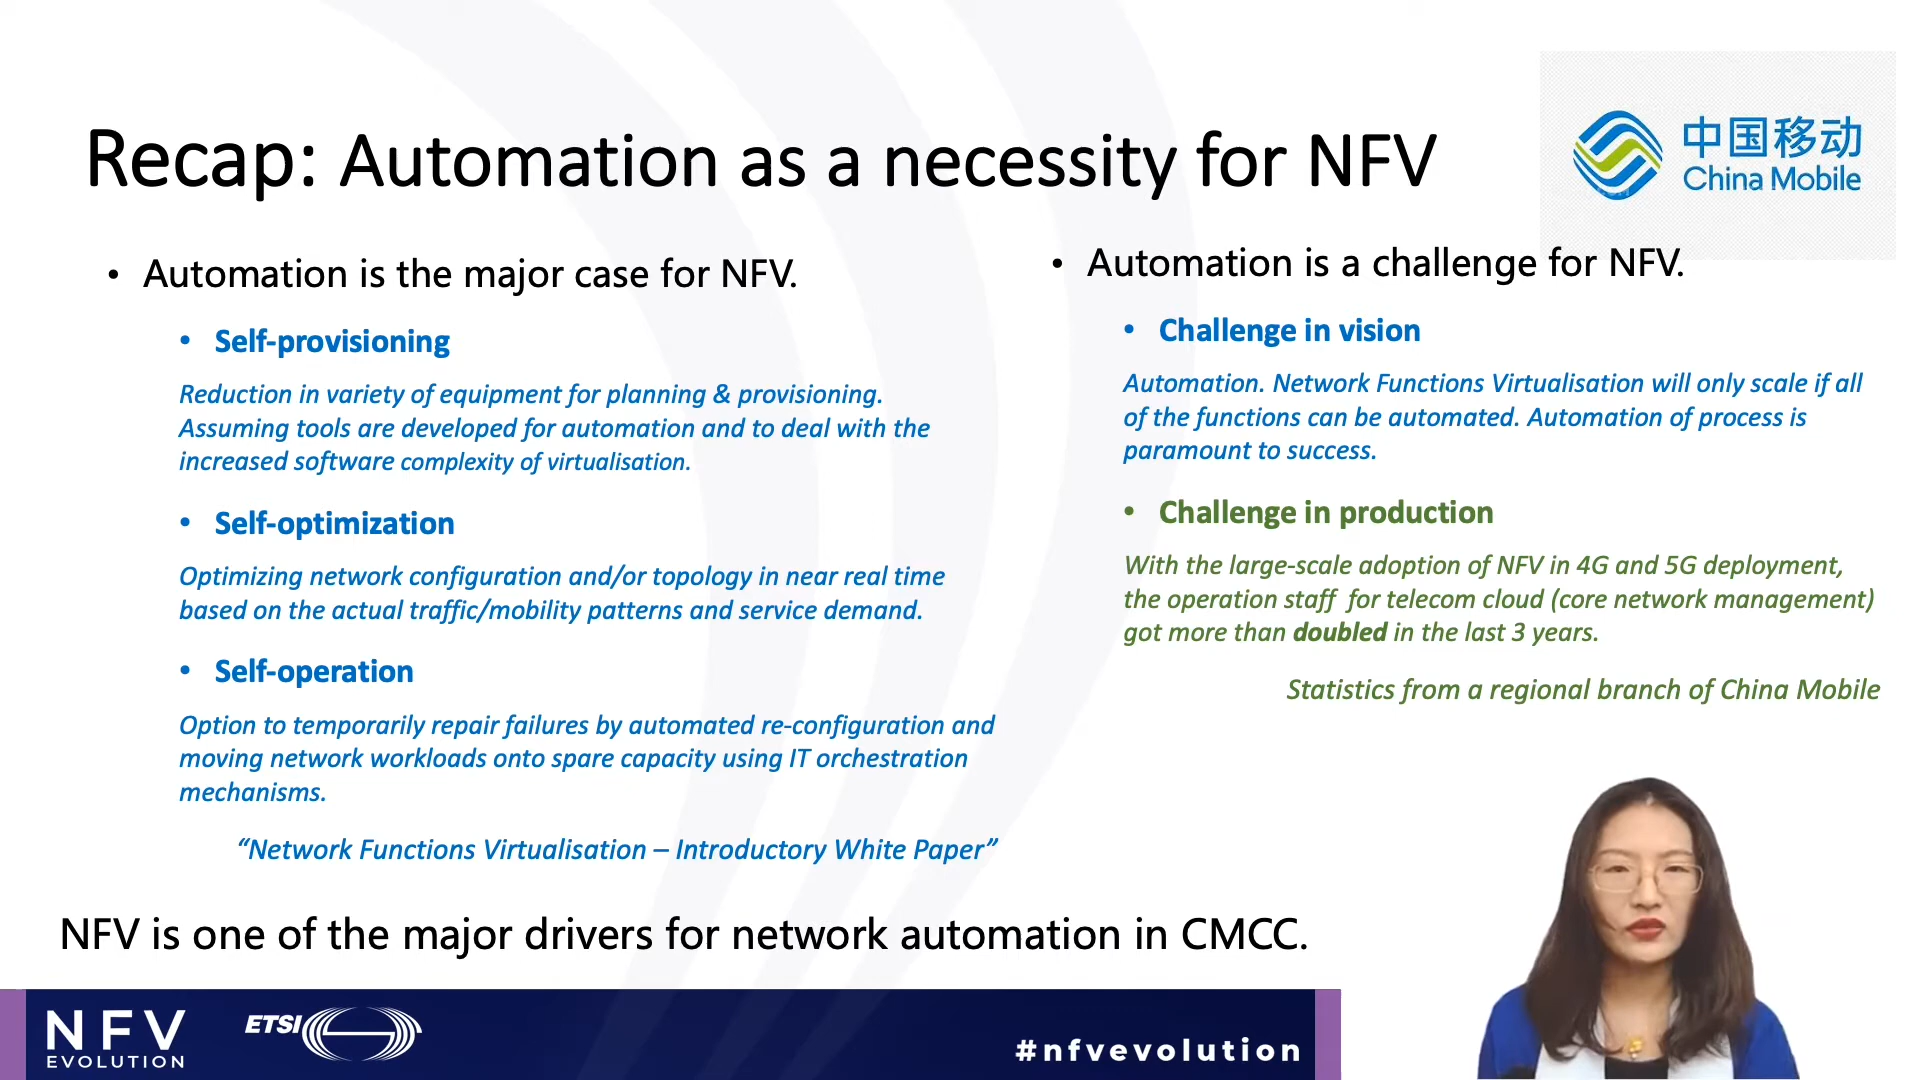 Recap: Automation as a necessity for NFV
中国移动
China Mobile
• Automation is the major case for NFV.
• Self-provisioning
Reduction in variety of equipment for planning & provisioning.
Assuming tools are developed for automation and to deal with the
increased software complexity of virtualisation.
• Self-optimization
Optimizing network configuration and/or topology in near real time
based on the actual traffic/mobility patterns and service demand.
• Self-operation
Option to temporarily repair failures by automated re-configuration and
moving network workloads onto spare capacity using IT orchestration
mechanisms.
“Network Functions Virtualisation – Introductory White Paper”
• Automation is a challenge for NFV.
• Challenge in vision
Automation. Network Functions Virtualisation will only scale if all
of the functions can be automated. Automation of process is
paramount to success.
• Challenge in production
With the large-scale adoption of NFV in 4G and 5G deployment,
the operation staff for telecom cloud (core network management)
got more than doubled in the last 3 years.
Statistics from a regional branch of China Mobile
NFV is one of the major drivers for network automation in CMCC.
NFV
EVOLUTION
ETSI
#nfvevolution